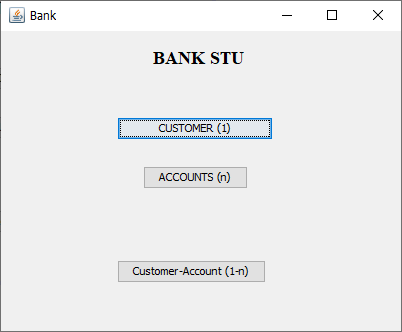 Bank
BANK STU
CUSTOMER (1)
ACCOUNTS (n)
Customer-Account (1-n)